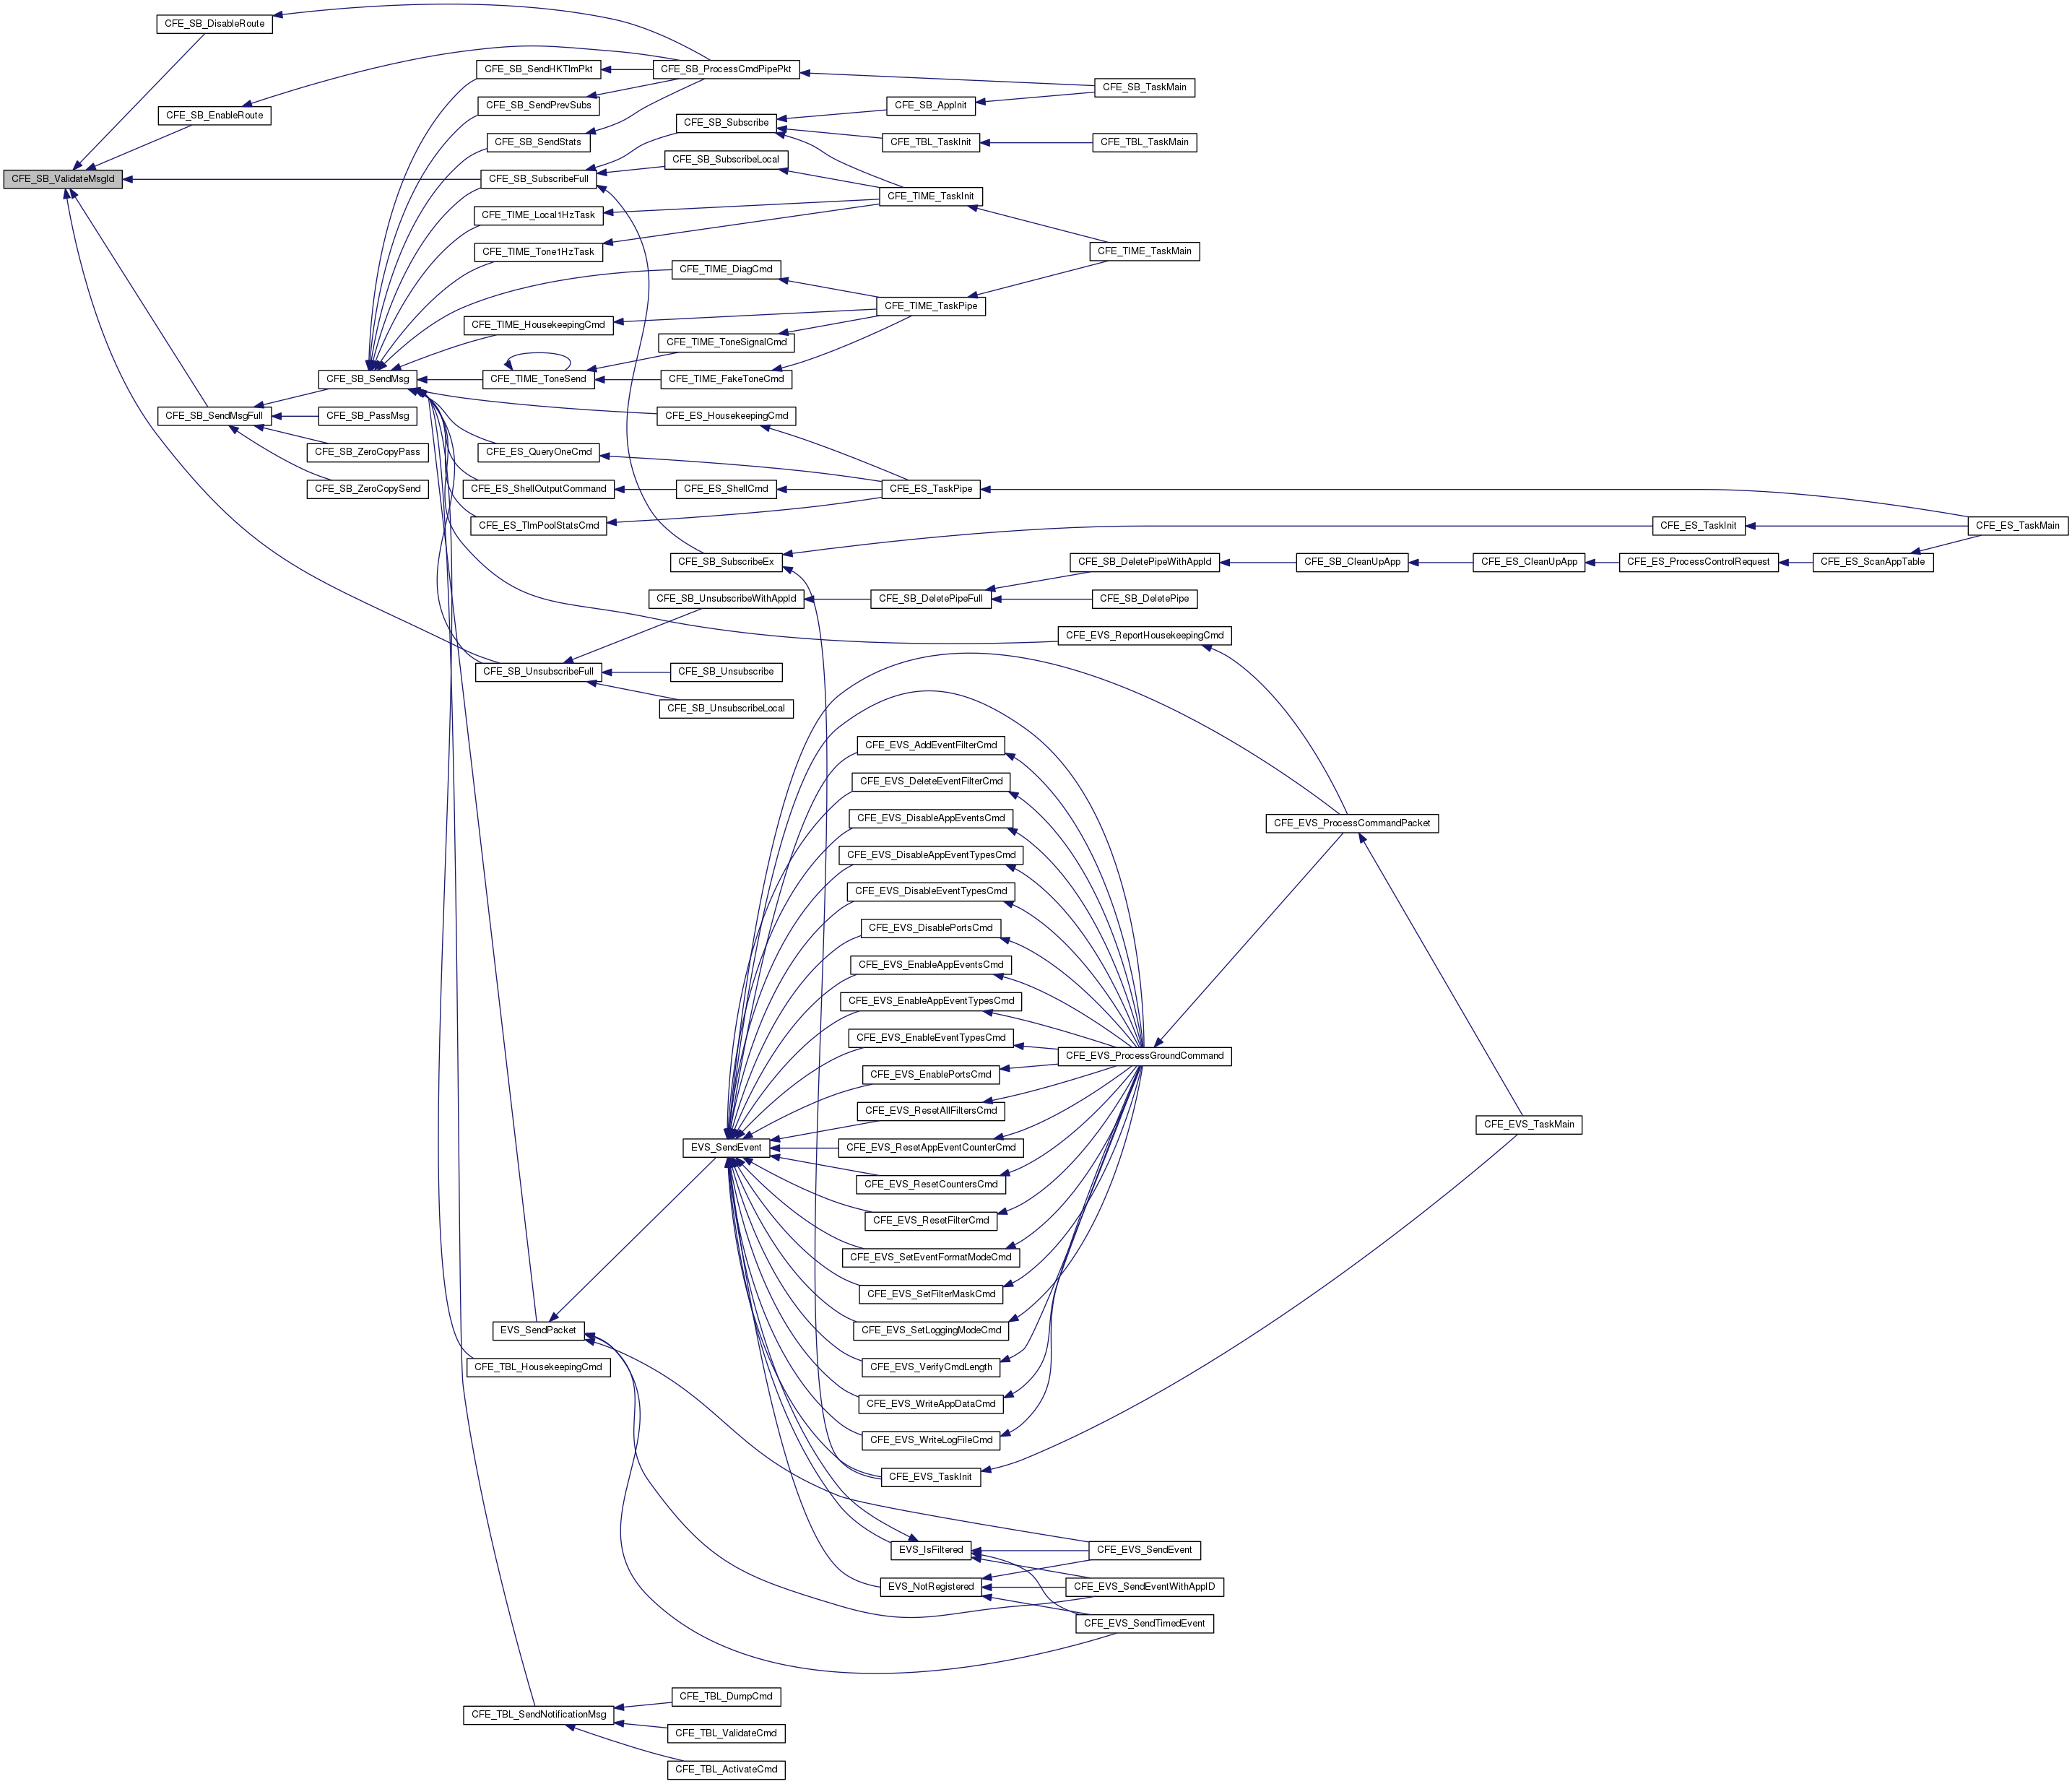 CFE_SB_DisableRoute
CFE_SB_SendHKTlmPkt
CFE_SB_ProcessCmdPipePkt
CFE_SB_TaskMain
CFE_SB_SendPrevSubs
CFE_SB_AppInit
CFE_SB_EnableRoute
CFE_SB_Subscribe
CFE_SB_SendStats
CFE_TBL_TaskInit
CFE_TBL_TaskMain
CFE_SB_SubscribeLocal
CFE_SB_ValidateMsgId
CFE_SB_SubscribeFull
CFE_TIME_TaskInit
CFE_TIME_Local1HzTask
CFE_TIME_Tone1HzTask
CFE_TIME_TaskMain
CFE_TIME_DiagCmd
CFE_TIME_TaskPipe
CFE_TIME_HousekeepingCmd
CFE_TIME_ToneSignalCmd
CFE_SB_SendMsg
CFE_TIME_ToneSend
CFE_TIME_FakeToneCmd
CFE_SB_SendMsgFull
CFE_SB_PassMsg
CFE_ES_HousekeepingCmd
CFE_SB_ZeroCopyPass
CFE_ES_QueryOneCmd
CFE_SB_ZeroCopySend
CFE_ES_ShellOutputCommand
CFE_ES_ShellCmd
CFE_ES_TaskPipe
CFE_ES_TlmPoolStatsCmd
CFE_ES_TaskInit
CFE_ES_TaskMain
CFE_SB_SubscribeEx
CFE_SB_DeletePipeWithAppId
CFE_SB_CleanUpApp
CFE_ES_CleanUpApp
CFE_ES_ProcessControlRequest
CFE_ES_ScanAppTable
CFE_SB_UnsubscribeWithAppId
CFE_SB_DeletePipeFull
CFE_SB_DeletePipe
CFE_EVS_ReportHousekeepingCmd
CFE_SB_UnsubscribeFull
CFE_SB_Unsubscribe
CFE_SB_UnsubscribeLocal
CFE_EVS_AddEventFilterCmd
CFE_EVS_DeleteEventFilterCmd
CFE_EVS_DisableAppEventsCmd
CFE_EVS_ProcessCommandPacket
CFE_EVS_DisableAppEventTypesCmd
CFE_EVS_DisableEventTypesCmd
CFE_EVS_DisablePortsCmd
CFE_EVS_EnableAppEventsCmd
CFE_EVS_EnableAppEventTypesCmd
CFE_EVS_EnableEventTypesCmd
CFE_EVS_ProcessGroundCommand
CFE_EVS_EnablePortsCmd
CFE_EVS_ResetAllFiltersCmd
CFE_EVS_TaskMain
EVS_SendEvent
CFE_EVS_ResetAppEventCounterCmd
CFE_EVS_ResetCountersCmd
CFE_EVS_ResetFilterCmd
CFE_EVS_SetEventFormatModeCmd
CFE_EVS_SetFilterMaskCmd
EVS_SendPacket
CFE_EVS_SetLoggingModeCmd
CFE_TBL_HousekeepingCmd
CFE_EVS_VerifyCmdLength
CFE_EVS_WriteAppDataCmd
CFE_EVS_WriteLogFileCmd
CFE_EVS_TaskInit
EVS_IsFiltered
CFE_EVS_SendEvent
EVS_NotRegistered
CFE_EVS_SendEventWithAppID
CFE_EVS_SendTimedEvent
CFE_TBL_DumpCmd
CFE_TBL_SendNotificationMsg
CFE_TBL_ValidateCmd
CFE_TBL_ActivateCmd